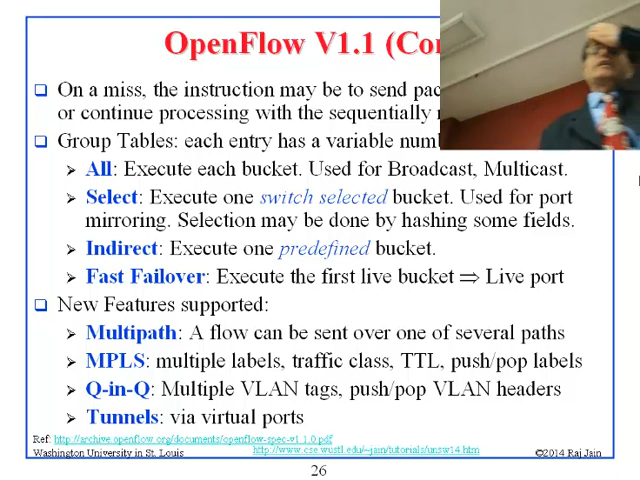 OpenFlow V1.1
On a miss, the instruction may be to send
or continue processing with the sequentially
Group Tables: each entry has a variable
All: Execute each bucket. Used for Broadcast, Multicast.
Select: Execute one switch selected bucket. Used for port
mirroring. Selection may be done by hashing some fields.
Indirect: Execute one predefined bucket.
Fast Failover: Execute the first live bucket ⇒ Live port
New Features supported:
Multipath: A flow can be sent over one of several paths
MPLS: multiple labels, traffic class, TTL, push/pop labels
Q-in-Q: Multiple VLAN tags, push/pop VLAN headers
Tunnels: via virtual ports
Ref: http://archive.openflow.org/documents/openflow-spec-v1.1.0.pdf
Washington University in St. Louis http://www.cse.wustl.edu/~jain/tutorials/unsw14.htm ©2014 Raj Jain
26